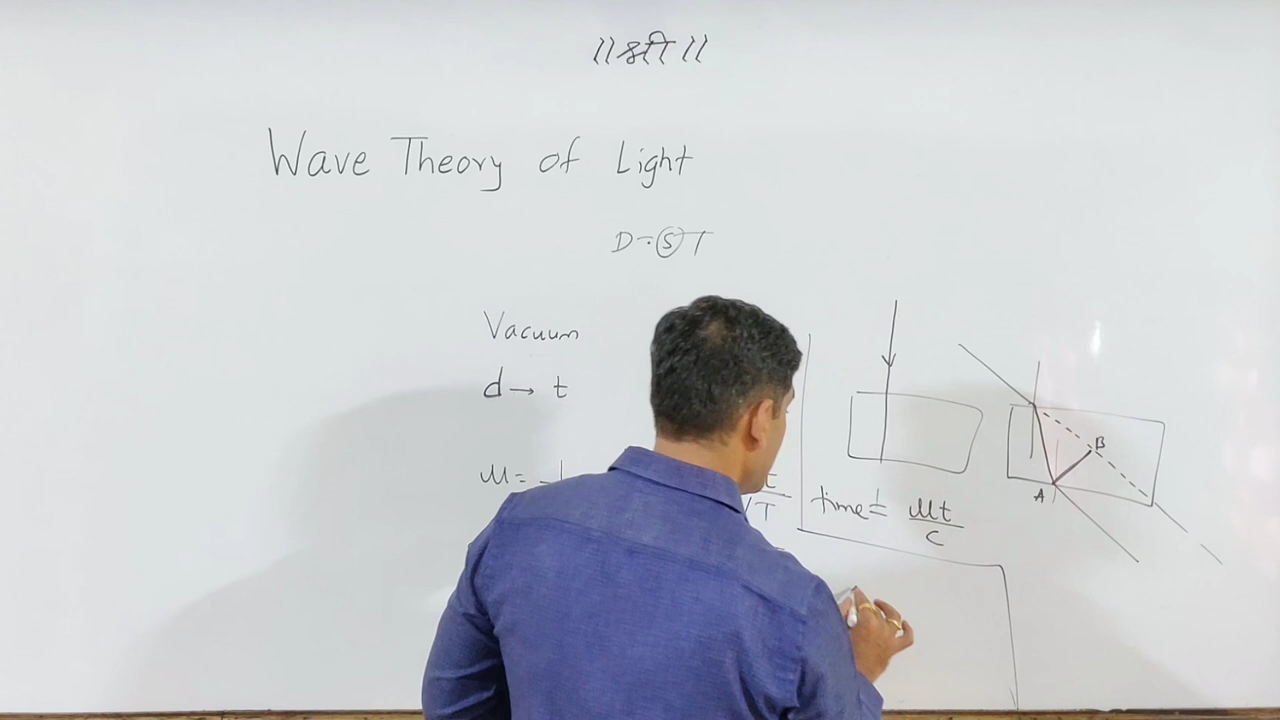 ॥ श्री ॥
Wave Theory of Light
D = S T
Vacuum
d → t
μ =
t
/T
time = μt/c
A
B